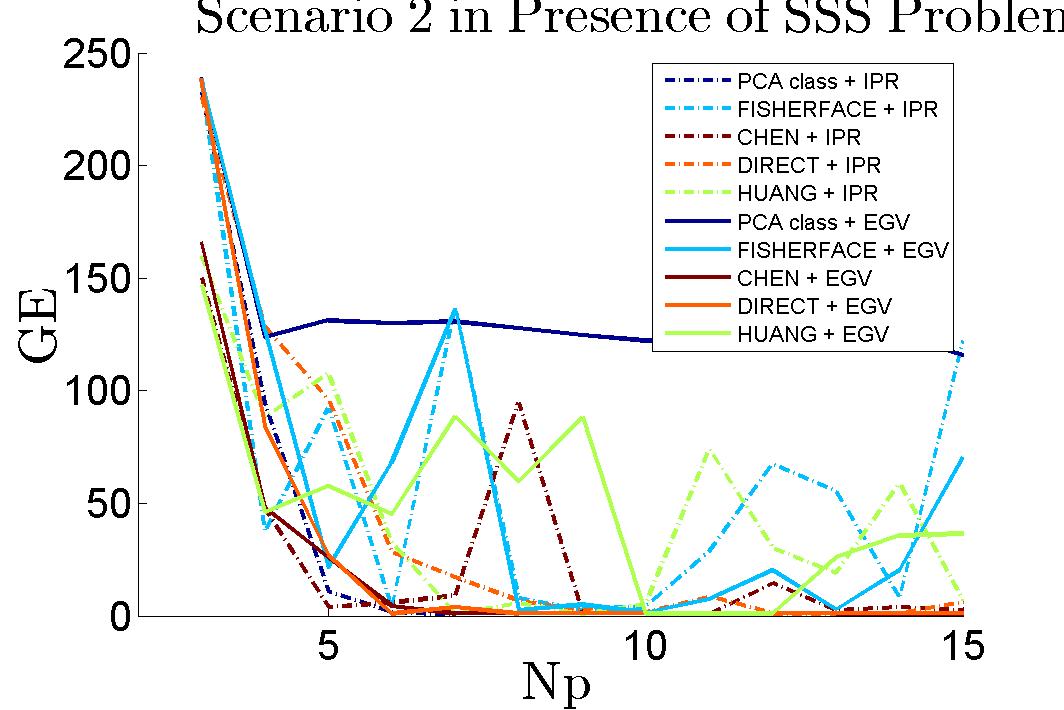 Scenario 2 in Presence of SSS Problem
250
200
150
100
50
0
GE
PCA class + IPR
FISHERFACE + IPR
CHEN + IPR
DIRECT + IPR
HUANG + IPR
PCA class + EGV
FISHERFACE + EGV
CHEN + EGV
DIRECT + EGV
HUANG + EGV
5 10 15
Np